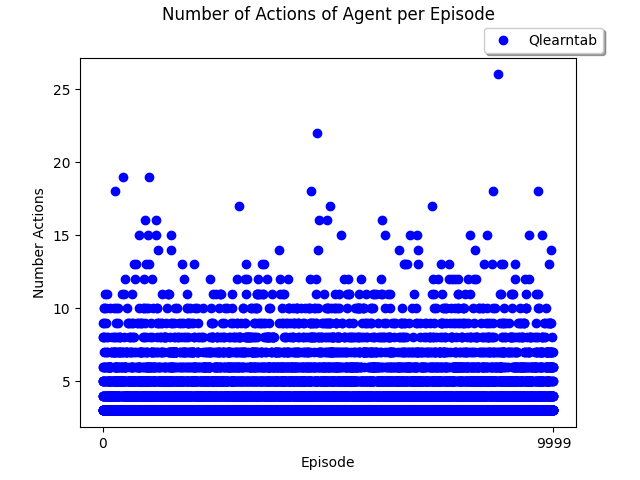 Number of Actions of Agent per Episode
Qlearntab
25
20
15
10
5
Number Actions
0 9999
Episode